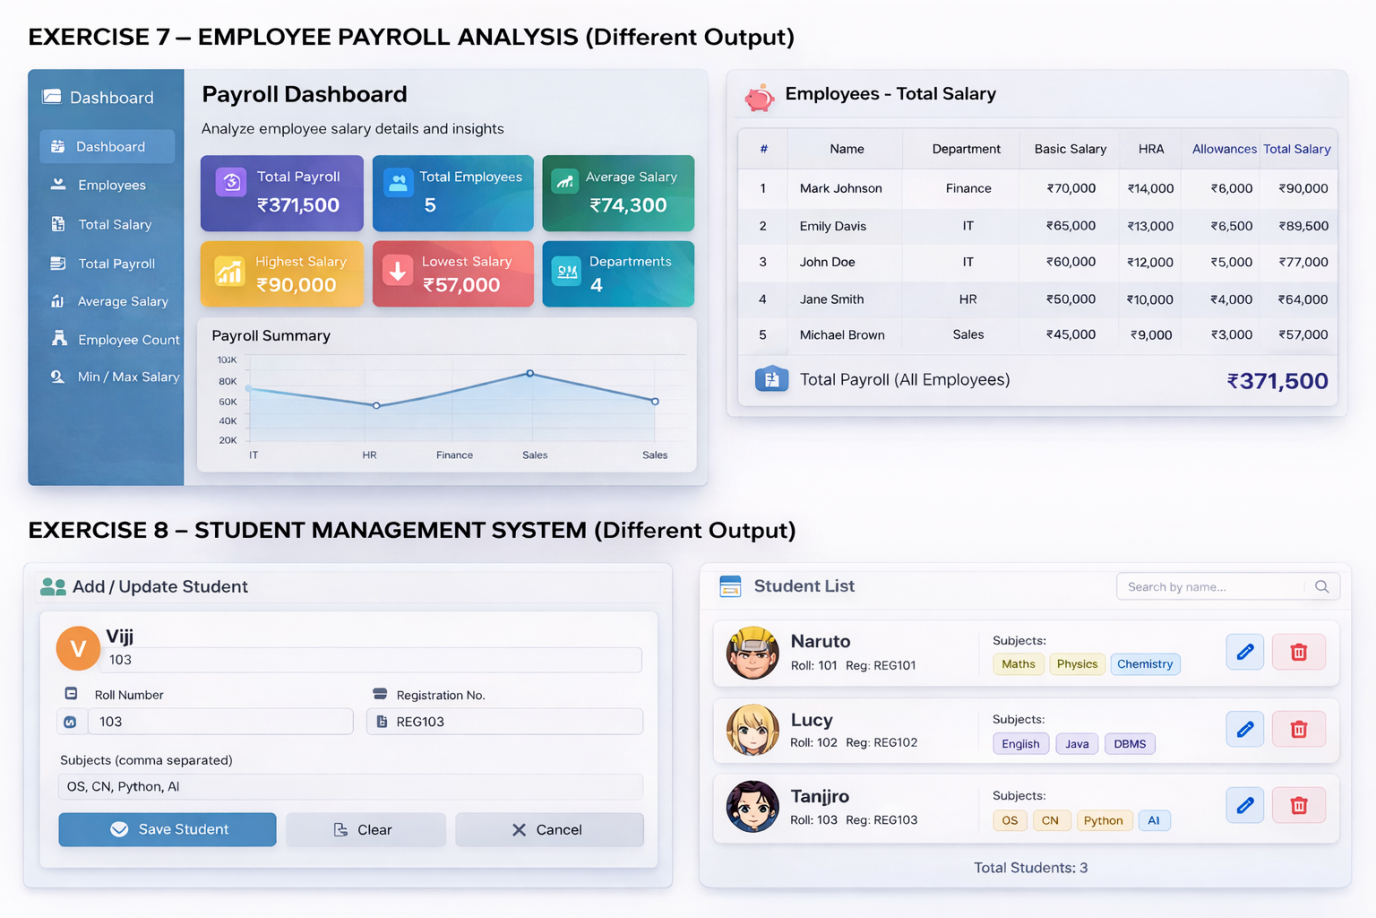 EXERCISE 7 – EMPLOYEE PAYROLL ANALYSIS (Different Output)
Dashboard
Dashboard
Employees
Total Salary
Total Payroll
Average Salary
Employee Count
Min / Max Salary
Payroll Dashboard
Analyze employee salary details and insights
Total Payroll
₹371,500
Total Employees
5
Average Salary
₹74,300
Highest Salary
₹90,000
Lowest Salary
₹57,000
Departments
4
Payroll Summary
80K
60K
40K
20K
IT HR Finance Sales Sales
Employees - Total Salary
# Name Department Basic Salary HRA Allowances Total Salary
1 Mark Johnson Finance ₹70,000 ₹14,000 ₹6,000 ₹90,000
2 Emily Davis IT ₹65,000 ₹13,000 ₹6,500 ₹89,500
3 John Doe IT ₹60,000 ₹12,000 ₹5,000 ₹77,000
4 Jane Smith HR ₹50,000 ₹10,000 ₹4,000 ₹64,000
5 Michael Brown Sales ₹45,000 ₹9,000 ₹3,000 ₹57,000
Total Payroll (All Employees) ₹371,500
EXERCISE 8 – STUDENT MANAGEMENT SYSTEM (Different Output)
Add / Update Student
V
Viji
103
Roll Number Registration No.
103 REG103
Subjects (comma separated)
OS, CN, Python, AI
Save Student Clear Cancel
Student List Search by name...
Naruto
Roll: 101 Reg: REG101
Subjects:
Maths Physics Chemistry
Lucy
Roll: 102 Reg: REG102
Subjects:
English Java DBMS
Tanjjro
Roll: 103 Reg: REG103
Subjects:
OS CN Python AI
Total Students: 3